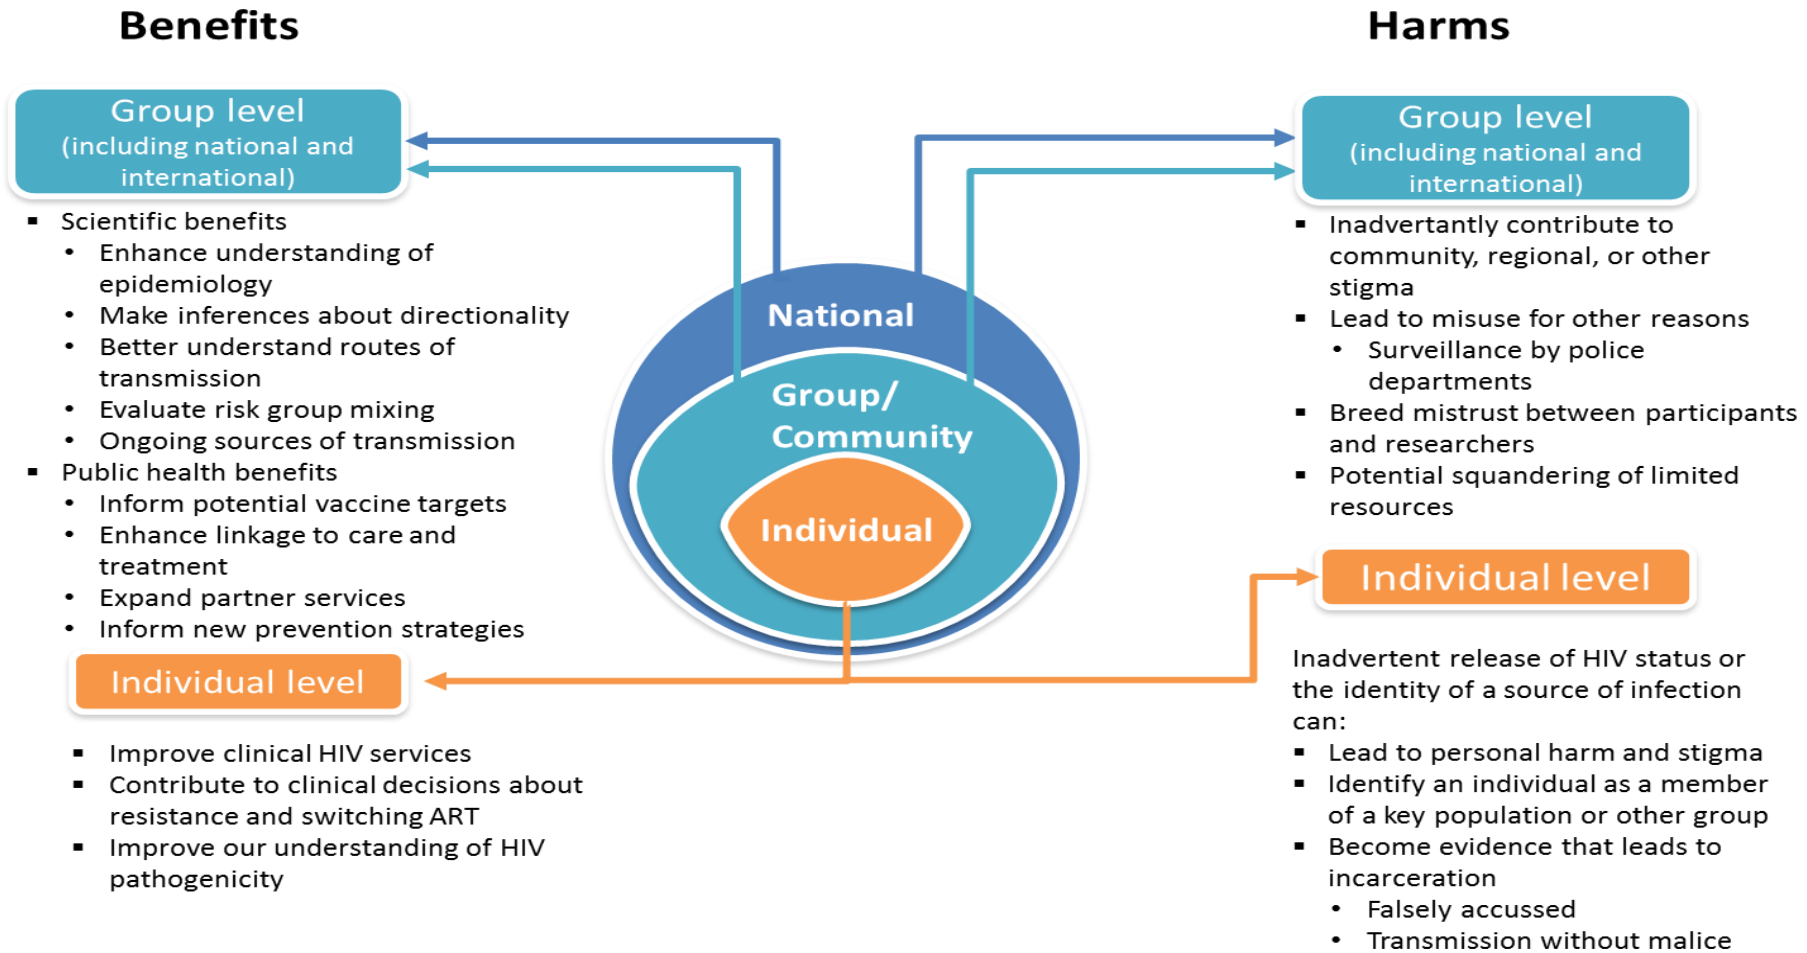 Benefits
Group level
(including national and
international)
▪ Scientific benefits
• Enhance understanding of
epidemiology
• Make inferences about directionality
• Better understand routes of
transmission
• Evaluate risk group mixing
• Ongoing sources of transmission
▪ Public health benefits
• Inform potential vaccine targets
• Enhance linkage to care and
treatment
• Expand partner services
• Inform new prevention strategies
Individual level
▪ Improve clinical HIV services
▪ Contribute to clinical decisions about
resistance and switching ART
▪ Improve our understanding of HIV
pathogenicity
National
Group/
Community
Individual
Harms
Group level
(including national and
international)
▪ Inadvertantly contribute to
community, regional, or other
stigma
▪ Lead to misuse for other reasons
• Surveillance by police
departments
▪ Breed mistrust between participants
and researchers
▪ Potential squandering of limited
resources
Individual level
Inadvertent release of HIV status or
the identity of a source of infection
can:
▪ Lead to personal harm and stigma
▪ Identify an individual as a member
of a key population or other group
▪ Become evidence that leads to
incarceration
• Falsely accussed
• Transmission without malice